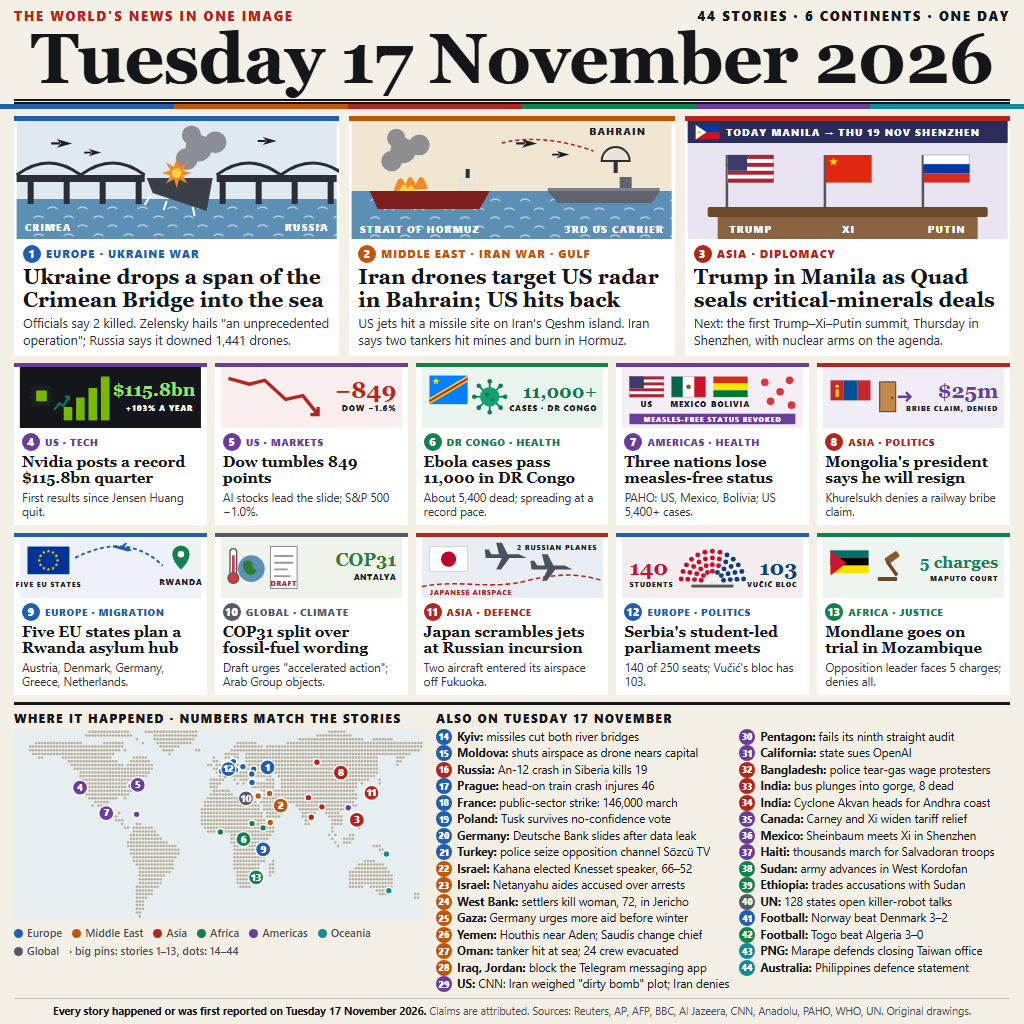 THE WORLD'S NEWS IN ONE IMAGE
44 STORIES · 6 CONTINENTS · ONE DAY
Tuesday 17 November 2026
CRIMEA
RUSSIA
1 EUROPE · UKRAINE WAR
Ukraine drops a span of the
Crimean Bridge into the sea
Officials say 2 killed. Zelensky hails "an unprecedented
operation"; Russia says it downed 1,441 drones.
BAHRAIN
STRAIT OF HORMUZ
3RD US CARRIER
2 MIDDLE EAST · IRAN WAR · GULF
Iran drones target US radar
in Bahrain; US hits back
US jets hit a missile site on Iran's Qeshm island. Iran
says two tankers hit mines and burn in Hormuz.
TODAY MANILA → THU 19 NOV SHENZHEN
TRUMP
XI
PUTIN
3 ASIA · DIPLOMACY
Trump in Manila as Quad
seals critical-minerals deals
Next: the first Trump–Xi–Putin summit, Thursday in
Shenzhen, with nuclear arms on the agenda.
$115.8bn
+103% A YEAR
4 US · TECH
Nvidia posts a record
$115.8bn quarter
First results since Jensen Huang
quit.
−849
DOW −1.6%
5 US · MARKETS
Dow tumbles 849
points
AI stocks lead the slide; S&P 500
−1.0%.
11,000+
CASES · DR CONGO
6 DR CONGO · HEALTH
Ebola cases pass
11,000 in DR Congo
About 5,400 dead; spreading at a
record pace.
US
MEXICO
BOLIVIA
MEASLES-FREE STATUS REVOKED
7 AMERICAS · HEALTH
Three nations lose
measles-free status
PAHO: US, Mexico, Bolivia; US
5,400+ cases.
$25m
BRIBE CLAIM, DENIED
8 ASIA · POLITICS
Mongolia's president
says he will resign
Khurelsukh denies a railway bribe
claim.
FIVE EU STATES
RWANDA
9 EUROPE · MIGRATION
Five EU states plan a
Rwanda asylum hub
Austria, Denmark, Germany,
Greece, Netherlands.
DRAFT
COP31
ANTALYA
10 GLOBAL · CLIMATE
COP31 split over
fossil-fuel wording
Draft urges "accelerated action";
Arab Group objects.
2 RUSSIAN PLANES
JAPANESE AIRSPACE
11 ASIA · DEFENCE
Japan scrambles jets
at Russian incursion
Two aircraft entered its airspace
off Fukuoka.
140
STUDENTS
103
VUČIĆ BLOC
12 EUROPE · POLITICS
Serbia's student-led
parliament meets
140 of 250 seats; Vučić's bloc has
103.
5 charges
MAPUTO COURT
13 AFRICA · JUSTICE
Mondlane goes on
trial in Mozambique
Opposition leader faces 5 charges;
denies all.
WHERE IT HAPPENED · NUMBERS MATCH THE STORIES
12
1
8
4
5
10
2
11
7
3
6
9
13
Europe
Middle East
Asia
Africa
Americas
Oceania
Global
· big pins: stories 1–13, dots: 14–44
ALSO ON TUESDAY 17 NOVEMBER
14 Kyiv: missiles cut both river bridges
15 Moldova: shuts airspace as drone nears capital
16 Russia: An-12 crash in Siberia kills 19
17 Prague: head-on train crash injures 46
18 France: public-sector strike: 146,000 march
19 Poland: Tusk survives no-confidence vote
20 Germany: Deutsche Bank slides after data leak
21 Turkey: police seize opposition channel Sözcü TV
22 Israel: Kahana elected Knesset speaker, 66–52
23 Israel: Netanyahu aides accused over arrests
24 West Bank: settlers kill woman, 72, in Jericho
25 Gaza: Germany urges more aid before winter
26 Yemen: Houthis near Aden; Saudis change chief
27 Oman: tanker hit at sea; 24 crew evacuated
28 Iraq, Jordan: block the Telegram messaging app
29 US: CNN: Iran weighed "dirty bomb" plot; Iran denies
30 Pentagon: fails its ninth straight audit
31 California: state sues OpenAI
32 Bangladesh: police tear-gas wage protesters
33 India: bus plunges into gorge, 8 dead
34 India: Cyclone Akvan heads for Andhra coast
35 Canada: Carney and Xi widen tariff relief
36 Mexico: Sheinbaum meets Xi in Shenzhen
37 Haiti: thousands march for Salvadoran troops
38 Sudan: army advances in West Kordofan
39 Ethiopia: trades accusations with Sudan
40 UN: 128 states open killer-robot talks
41 Football: Norway beat Denmark 3–2
42 Football: Togo beat Algeria 3–0
43 PNG: Marape defends closing Taiwan office
44 Australia: Philippines defence statement
Every story happened or was first reported on Tuesday 17 November 2026. Claims are attributed. Sources: Reuters, AP, AFP, BBC, Al Jazeera, CNN, Anadolu, PAHO, WHO, UN. Original drawings.